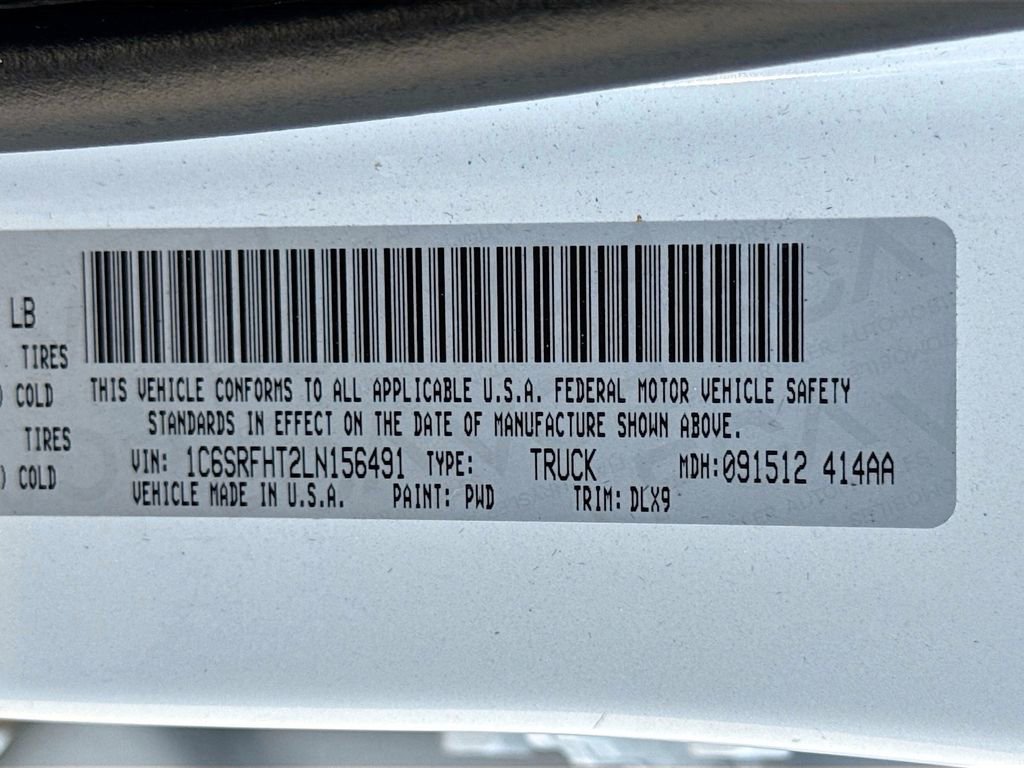 LB
TIRES
) COLD
TIRES
) COLD
THIS VEHICLE CONFORMS TO ALL APPLICABLE U.S.A. FEDERAL MOTOR VEHICLE SAFETY
STANDARDS IN EFFECT ON THE DATE OF MANUFACTURE SHOWN ABOVE.
VIN: 1C6SRFHT2LN156491 TYPE: TRUCK MDH:091512 414AA
VEHICLE MADE IN U.S.A. PAINT: PWD TRIM: DLX9